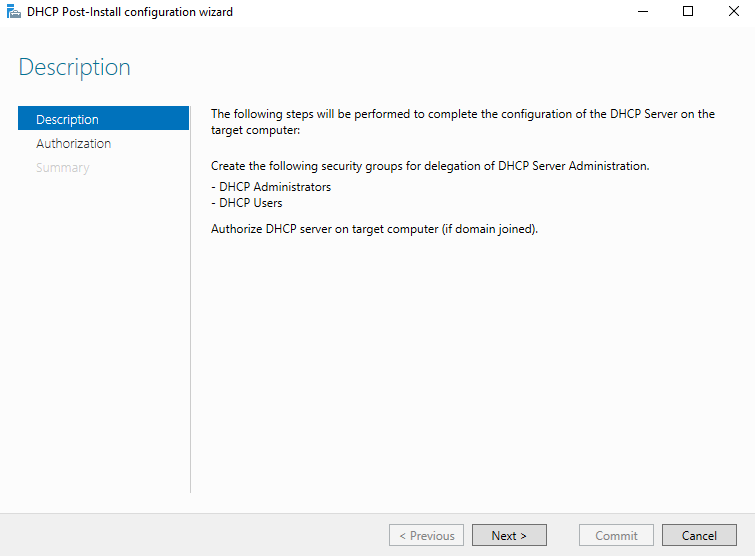 DHCP Post-Install configuration wizard
Description
Description
Authorization
Summary
The following steps will be performed to complete the configuration of the DHCP Server on the
target computer:
Create the following security groups for delegation of DHCP Server Administration.
- DHCP Administrators
- DHCP Users
Authorize DHCP server on target computer (if domain joined).
< Previous
Next >
Commit
Cancel